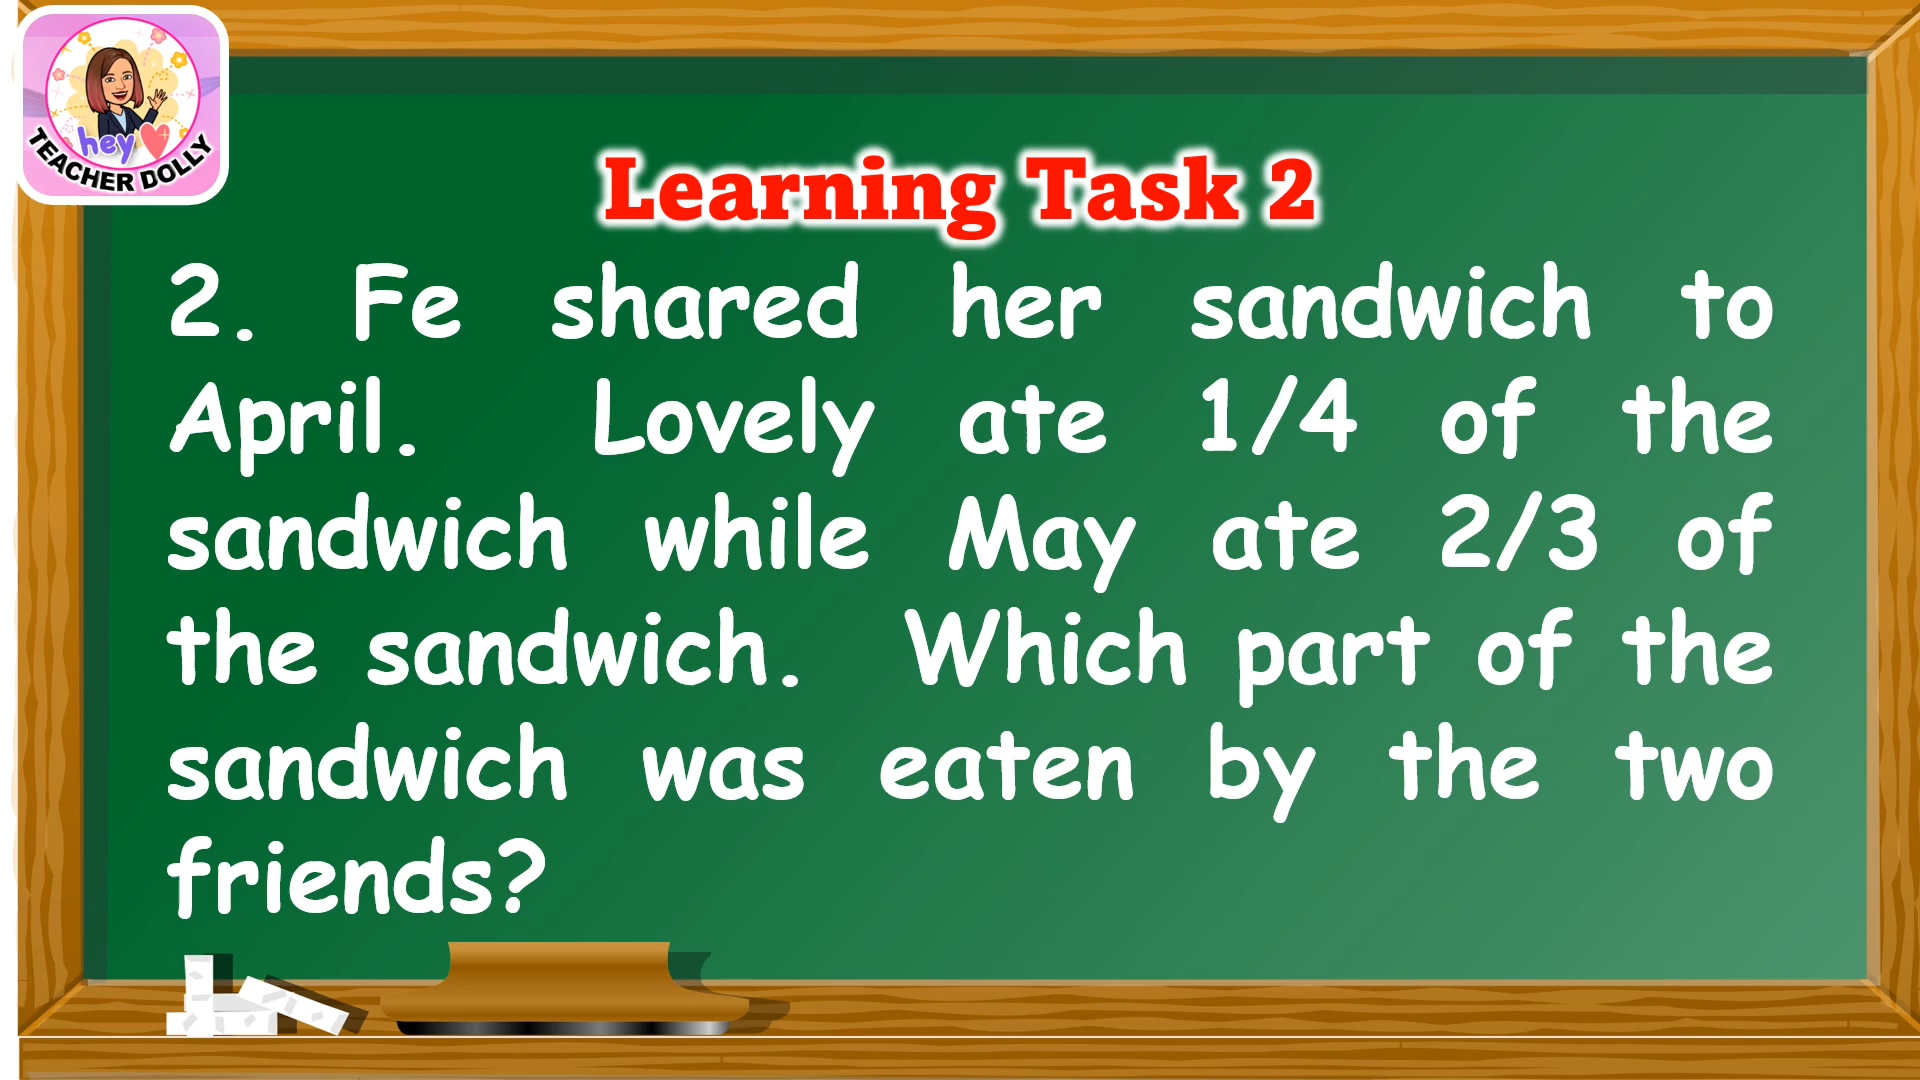 hey
TEACHER DOLLY
Learning Task 2
2. Fe shared her sandwich to
April. Lovely ate 1/4 of the
sandwich while May ate 2/3 of
the sandwich. Which part of the
sandwich was eaten by the two
friends?